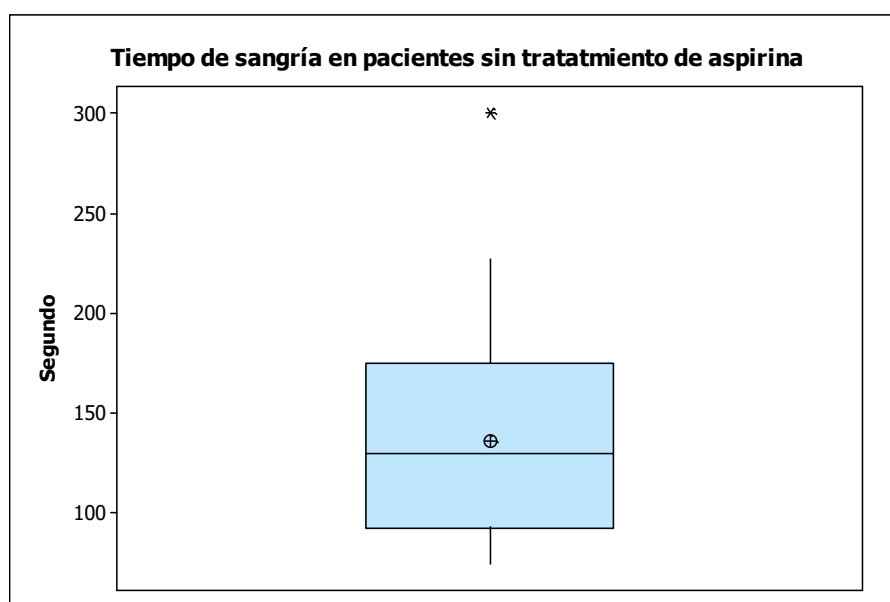 Tiempo de sangría en pacientes sin tratatmiento de aspirina
300
250
200
150
100
Segundo